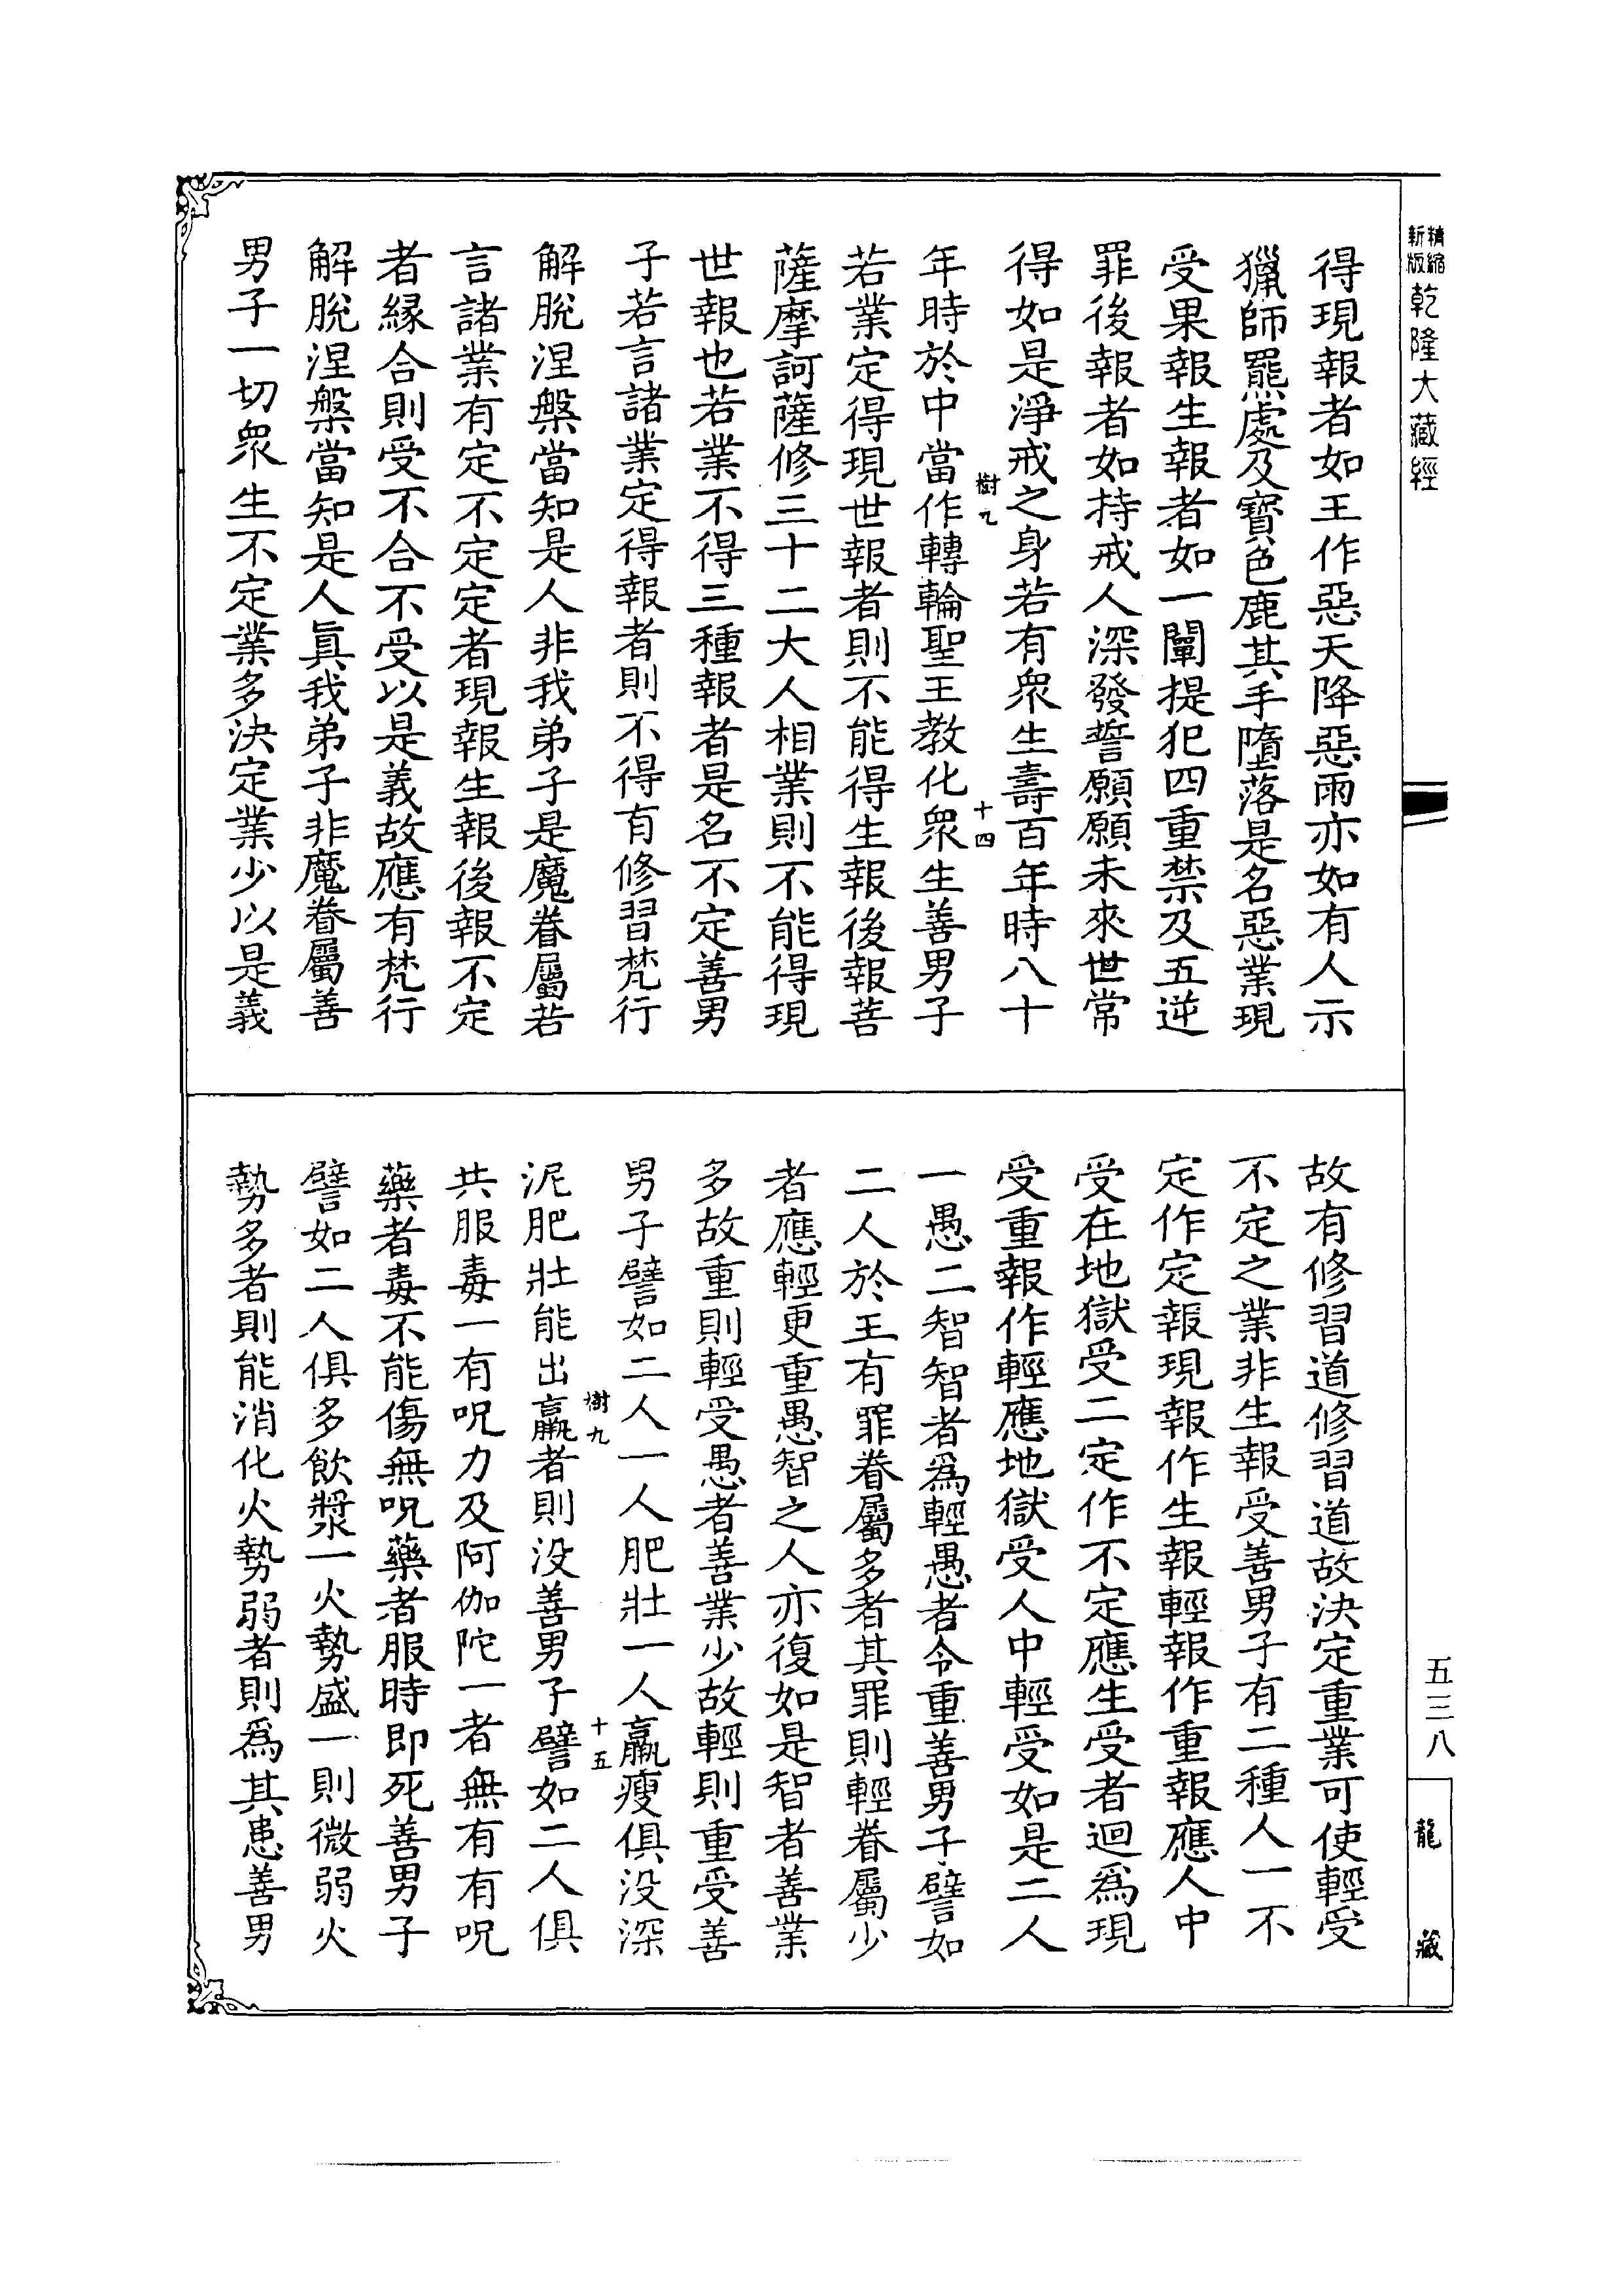 精縮
新版
乾隆大藏經
得現報者如王作惡天降惡雨亦如有人示
獵師羆處及寶色鹿其手墮落是名惡業現
受果報生報者如一闡提犯四重禁及五逆
罪後報者如持戒人深發誓願願未來世常
得如是淨戒之身若有衆生壽百年時八十
樹九
十四
年時於中當作轉輪聖王教化衆生善男子
若業定得現世報者則不能得生報後報菩
薩摩訶薩修三十二大人相業則不能得現
世報也若業不得三種報者是名不定善男
子若言諸業定得報者則不得有修習梵行
解脫涅槃當知是人非我弟子是魔眷屬若
言諸業有定不定定者現報生報後報不定
者緣合則受不合不受以是義故應有梵行
解脫涅槃當知是人眞我弟子非魔眷屬善
男子一切衆生不定業多決定業少以是義
故有修習道修習道故決定重業可使輕受
不定之業非生報受善男子有二種人一不
定作定報現報作生報輕報作重報應人中
受在地獄受二定作不定應生受者迴爲現
受重報作輕應地獄受人中輕受如是二人
一愚二智智者爲輕愚者令重善男子譬如
二人於王有罪眷屬多者其罪則輕眷屬少
者應輕更重愚智之人亦復如是智者善業
多故重則輕受愚者善業少故輕則重受善
男子譬如二人一人肥壯一人羸瘦俱沒深
樹九
十五
泥肥壯能出羸者則沒善男子譬如二人俱
共服毒一有呪力及阿伽陀一者無有有呪
藥者毒不能傷無呪藥者服時即死善男子
譬如二人俱多飲漿一火勢盛一則微弱火
勢多者則能消化火勢弱者則爲其患善男
五三八
龍藏